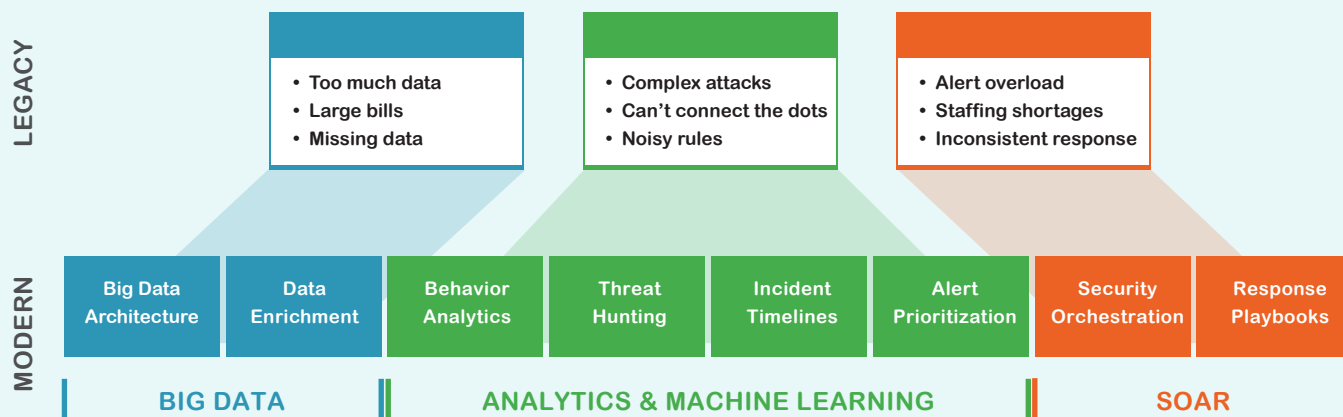 LEGACY
• Too much data
• Large bills
• Missing data
• Complex attacks
• Can’t connect the dots
• Noisy rules
• Alert overload
• Staffing shortages
• Inconsistent response
MODERN
Big Data
Architecture
Data
Enrichment
Behavior
Analytics
Threat
Hunting
Incident
Timelines
Alert
Prioritization
Security
Orchestration
Response
Playbooks
BIG DATA
ANALYTICS & MACHINE LEARNING
SOAR